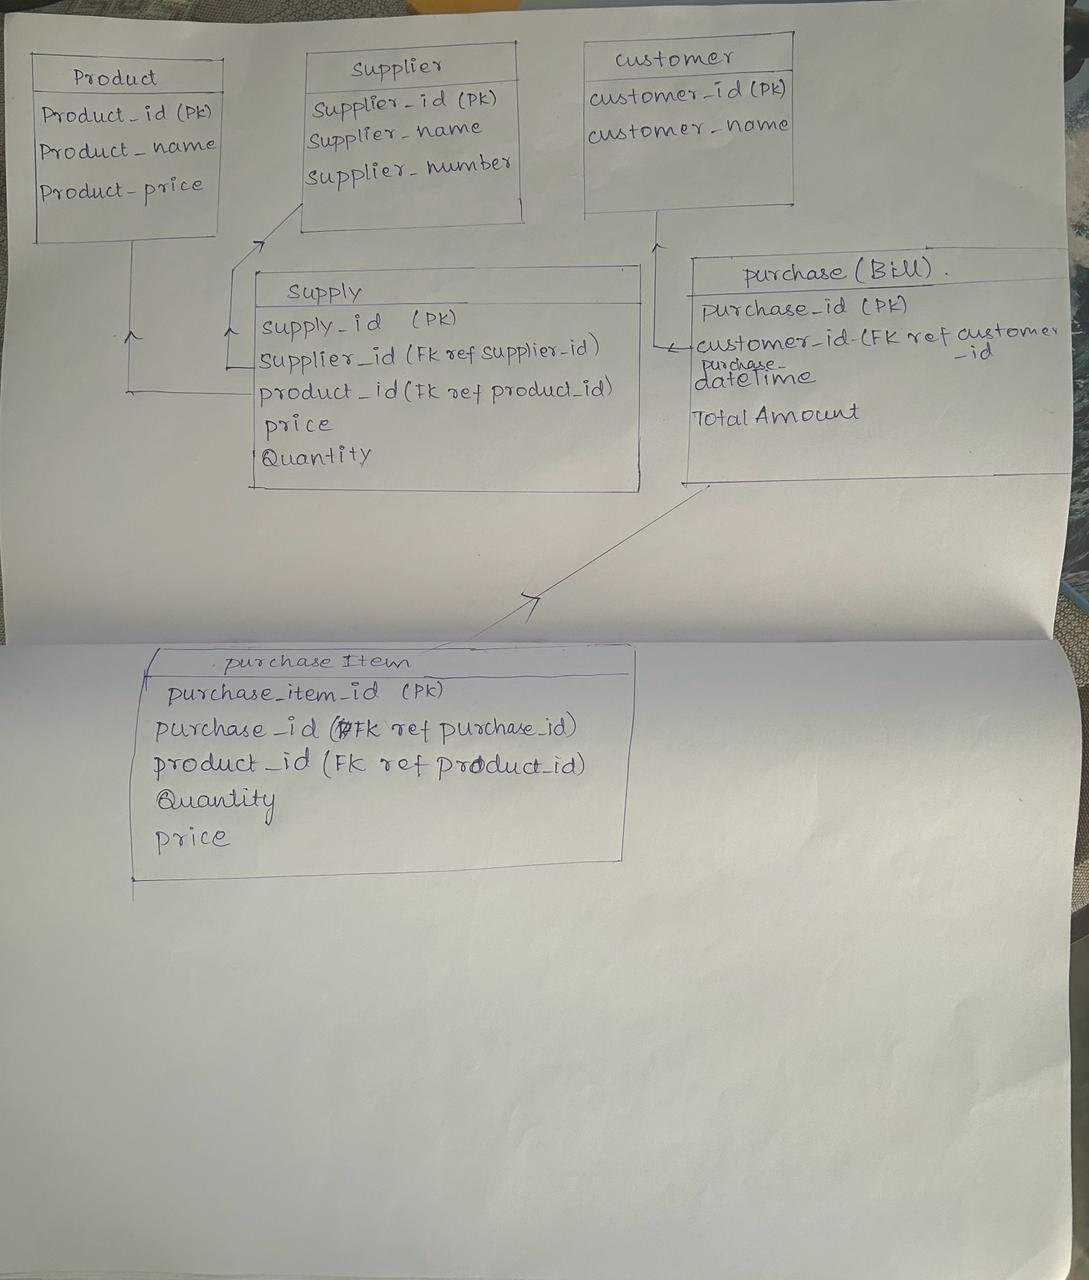 Product
Product_id (PK)
Product_name
Product_price
Supplier
Supplier_id (PK)
Supplier_name
Supplier_number
customer
customer_id (PK)
customer_name
Supply
Supply_id (PK)
Supplier_id (FK ref Supplier_id)
product_id (FK ref product_id)
price
Quantity
purchase (Bill).
purchase_id (PK)
customer_id (FK ref customer
_id
purchase_
dateTime
Total Amount
purchase Item
purchase_item_id (PK)
purchase_id (FK ref purchase_id)
product_id (FK ref product_id)
Quantity
price